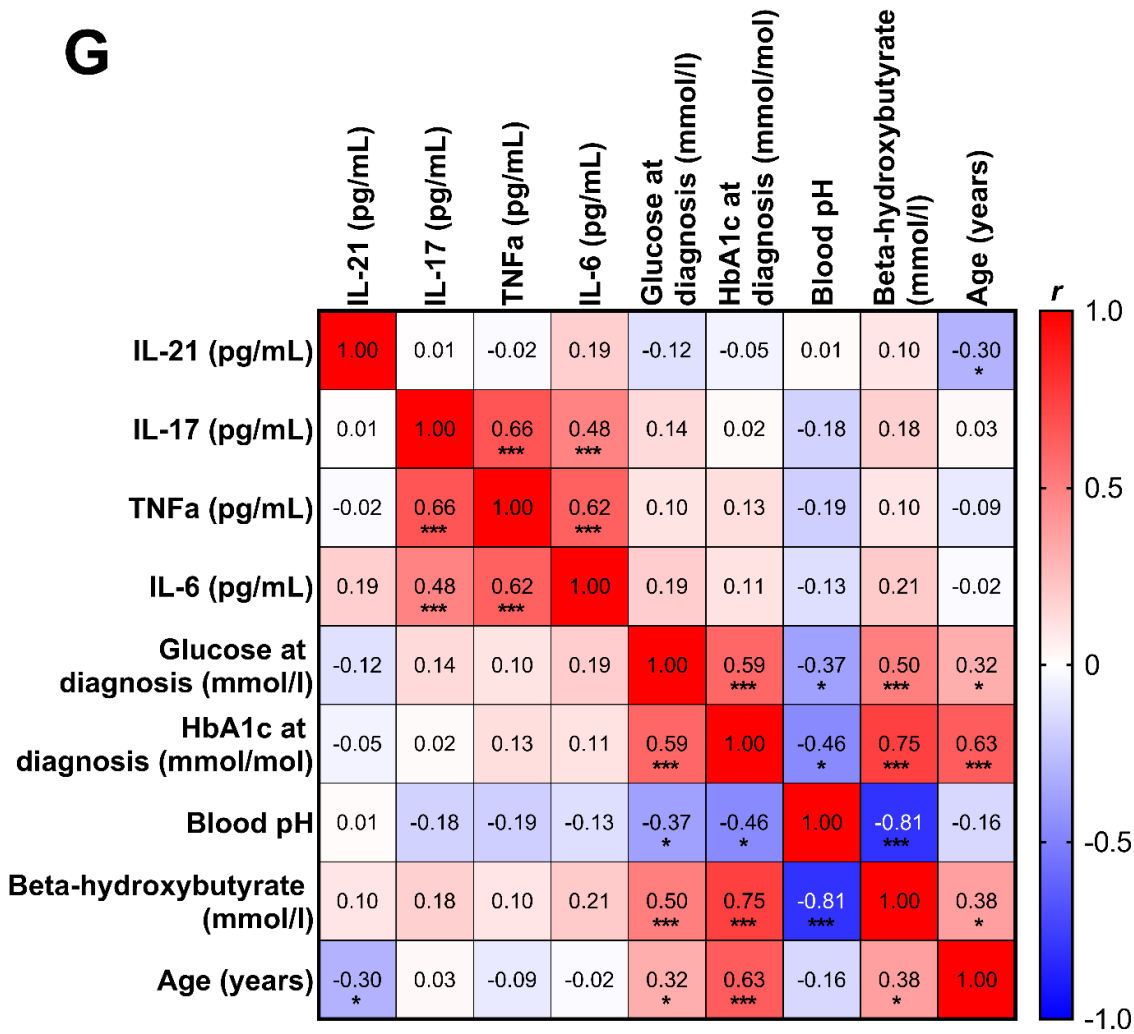 G
IL-21 (pg/mL)
IL-17 (pg/mL)
TNFa (pg/mL)
IL-6 (pg/mL)
Glucose at
diagnosis (mmol/l)
HbA1c at
diagnosis (mmol/mol)
Blood pH
Beta-hydroxybutyrate
(mmol/l)
Age (years)
r
IL-21 (pg/mL) 1.00 0.01 -0.02 0.19 -0.12 -0.05 0.01 0.10 -0.30
*
IL-17 (pg/mL) 0.01 1.00 0.66 0.48 0.14 0.02 -0.18 0.18 0.03
*** ***
TNFa (pg/mL) -0.02 0.66 1.00 0.62 0.10 0.13 -0.19 0.10 -0.09
*** ***
IL-6 (pg/mL) 0.19 0.48 0.62 1.00 0.19 0.11 -0.13 0.21 -0.02
*** ***
Glucose at
diagnosis (mmol/l) -0.12 0.14 0.10 0.19 1.00 0.59 -0.37 0.50 0.32
*** * *** *
HbA1c at
diagnosis (mmol/mol) -0.05 0.02 0.13 0.11 0.59 1.00 -0.46 0.75 0.63
*** * *** ***
Blood pH 0.01 -0.18 -0.19 -0.13 -0.37 -0.46 1.00 -0.81 -0.16
* * ***
Beta-hydroxybutyrate
(mmol/l) 0.10 0.18 0.10 0.21 0.50 0.75 -0.81 1.00 0.38
*** *** *** *
Age (years) -0.30 0.03 -0.09 -0.02 0.32 0.63 -0.16 0.38 1.00
* * *** *
1.0
0.5
0
-0.5
-1.0